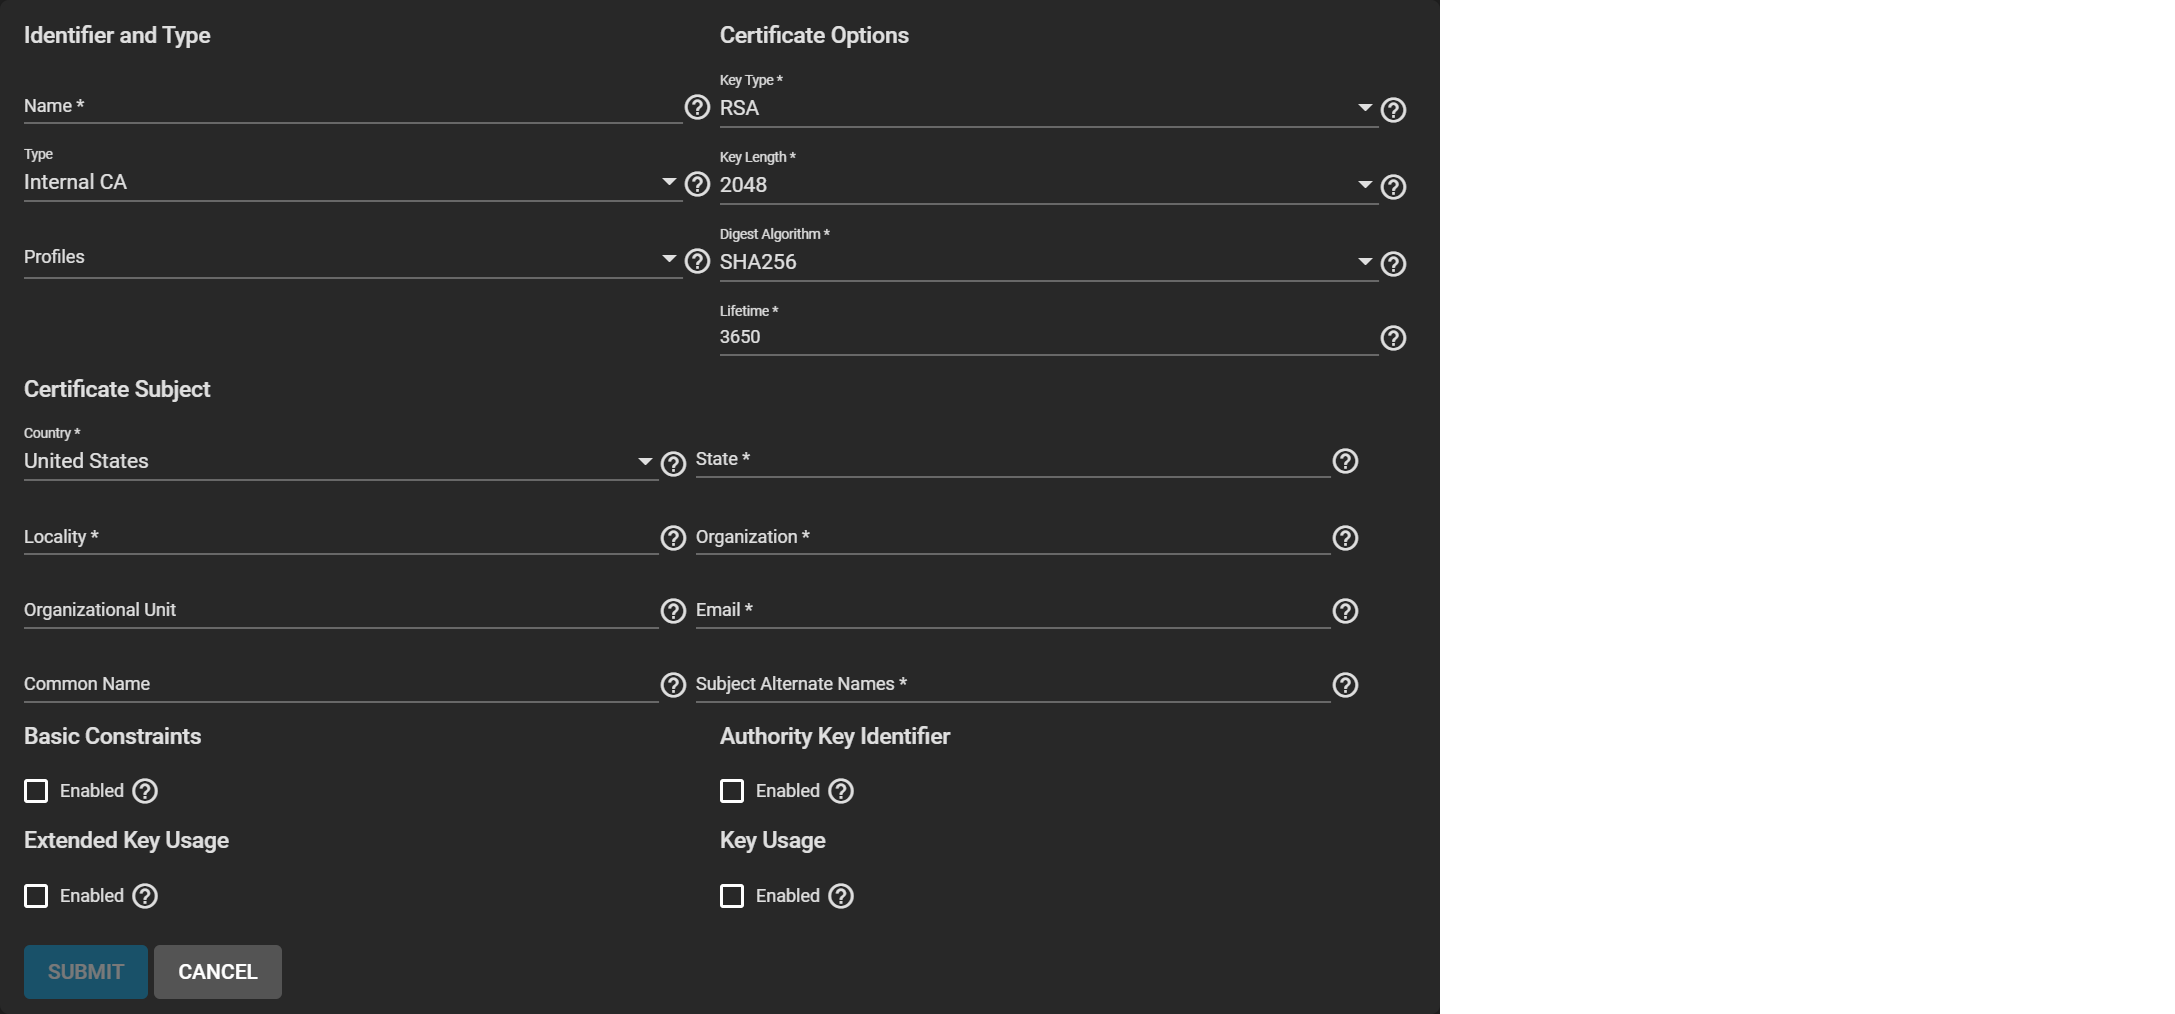 Identifier and Type
Name *
Type
Internal CA
Profiles
Certificate Options
Key Type *
RSA
Key Length *
2048
Digest Algorithm *
SHA256
Lifetime *
3650
Certificate Subject
Country *
United States
State *
Locality *
Organization *
Organizational Unit
Email *
Common Name
Subject Alternate Names *
Basic Constraints
Enabled
Authority Key Identifier
Enabled
Extended Key Usage
Enabled
Key Usage
Enabled
SUBMIT
CANCEL